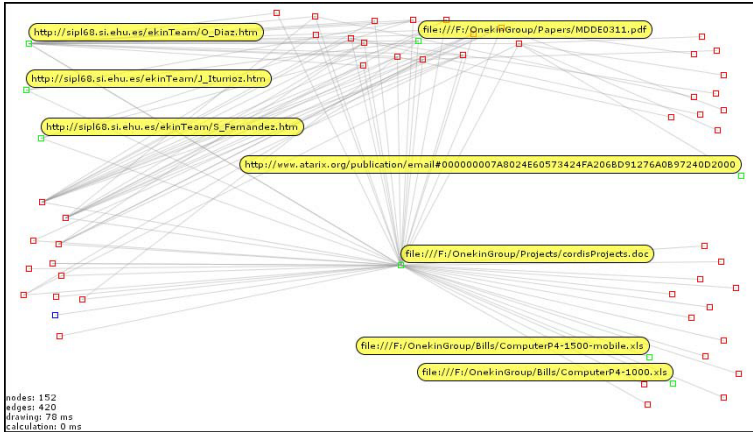 http://sipl68.si.ehu.es/ekinTeam/O_Diaz.htm
file:///F:/OnekinGroup/Papers/MDDE0311.pdf
http://sipl68.si.ehu.es/ekinTeam/J_Iturrioz.htm
http://sipl68.si.ehu.es/ekinTeam/S_Fernandez.htm
http://www.atarix.org/publication/email#000000007A8024E60573424FA206BD91276A0B97240D2000
file:///F:/OnekinGroup/Projects/cordisProjects.doc
file:///F:/OnekinGroup/Bills/ComputerP4-1500-mobile.xls
file:///F:/OnekinGroup/Bills/ComputerP4-1000.xls
nodes: 152
edges: 420
drawing: 78 ms
calculation: 0 ms